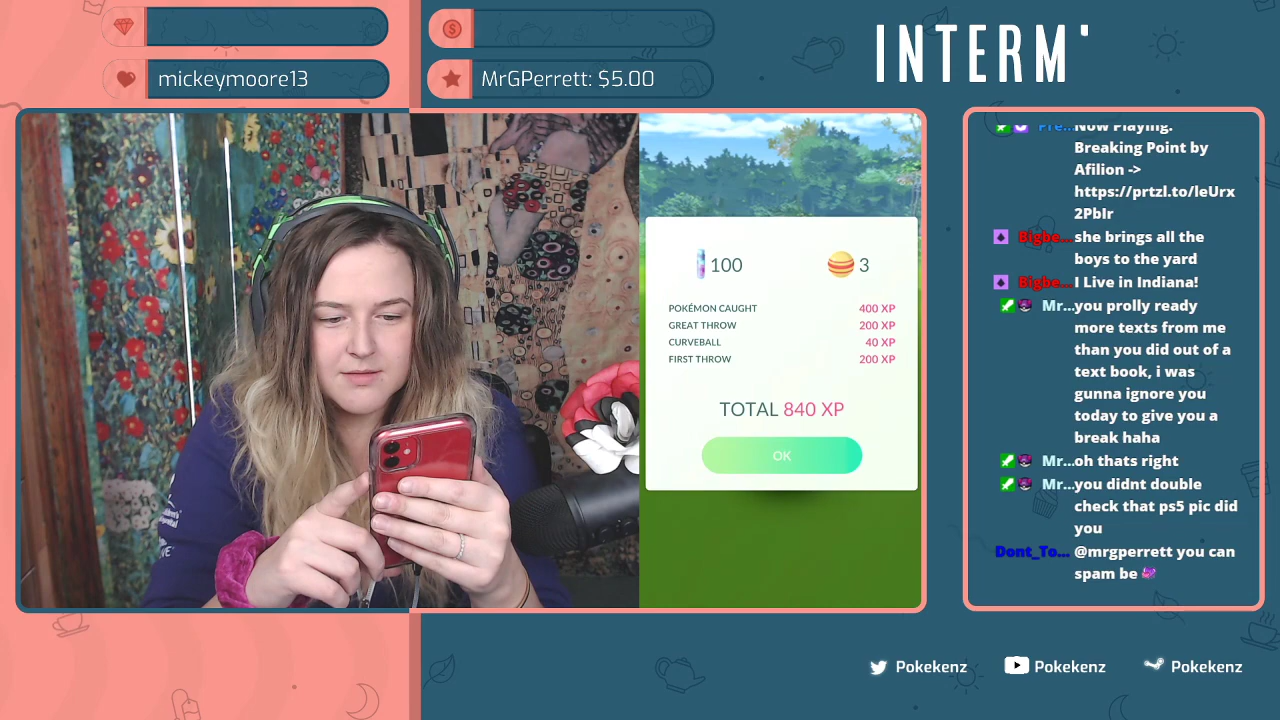 mickeymoore13
MrGPerrett: $5.00
INTERM'
100
3
POKÉMON CAUGHT 400 XP
GREAT THROW 200 XP
CURVEBALL 40 XP
FIRST THROW 200 XP
TOTAL 840 XP
OK
Pre... Now Playing:
Breaking Point by
Afilion ->
https://prtzl.to/leUrx
2PbIr
Bigbe... she brings all the
boys to the yard
Bigbe... I Live in Indiana!
Mr... you prolly ready
more texts from me
than you did out of a
text book, i was
gunna ignore you
today to give you a
break haha
Mr... oh thats right
Mr... you didnt double
check that ps5 pic did
you
Dont_To... @mrgperrett you can
spam be
Pokekenz Pokekenz Pokekenz